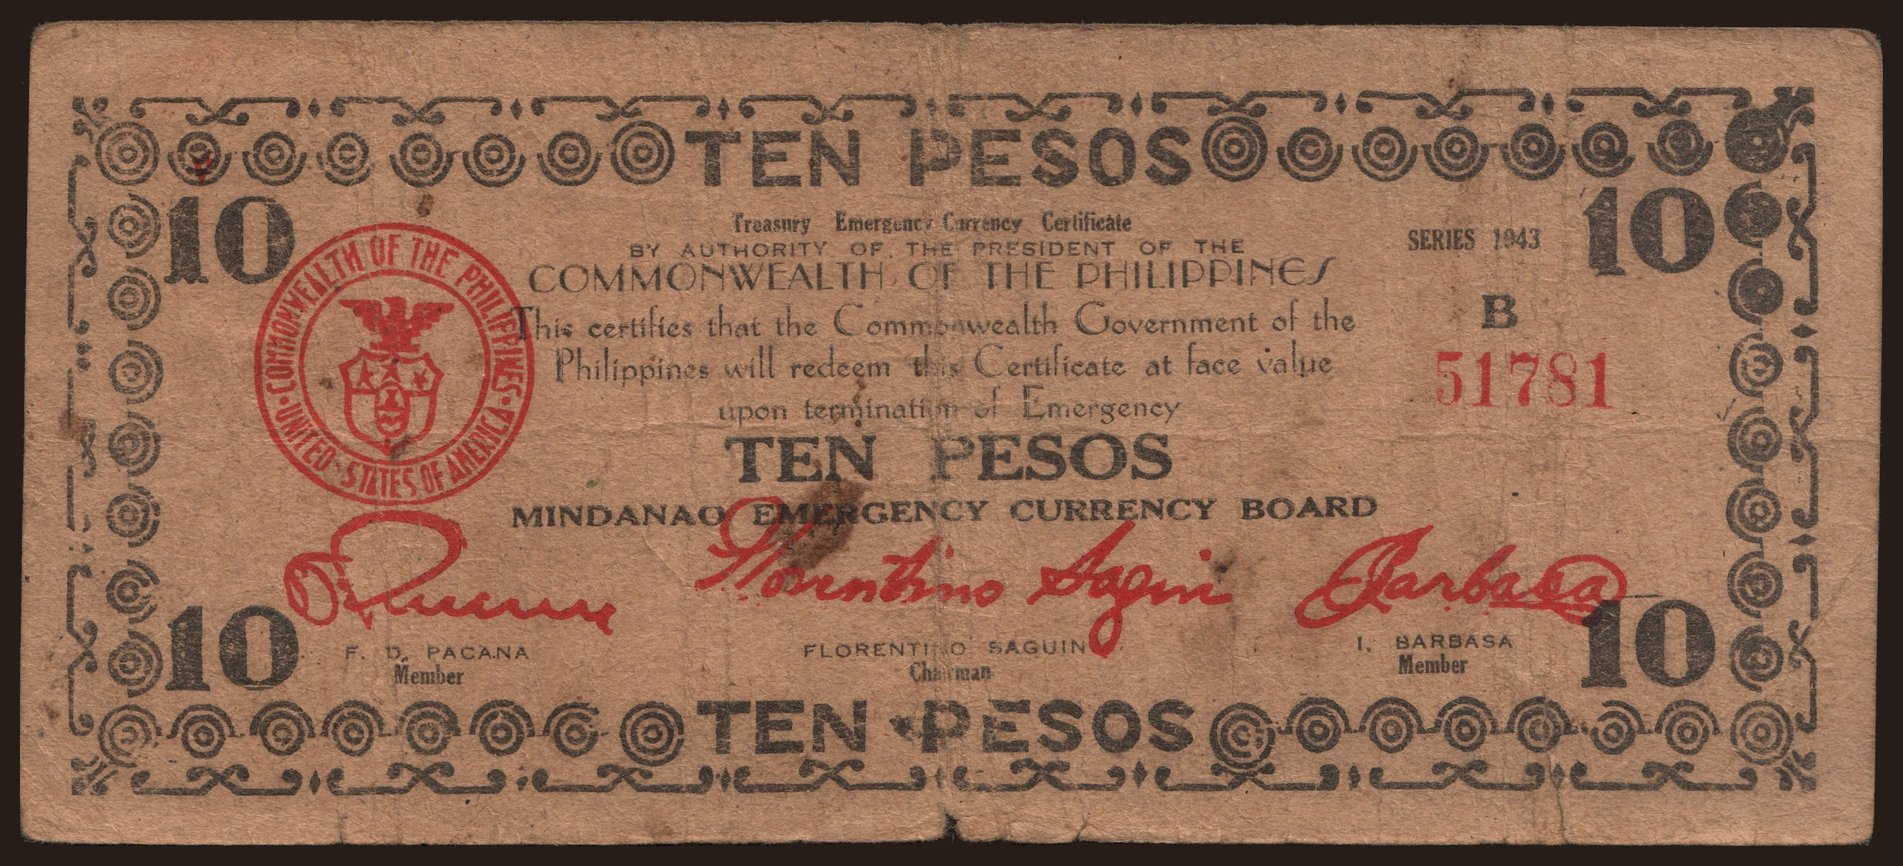 TEN PESOS
10
10
Treasury Emergency Currency Certificate
BY AUTHORITY OF THE PRESIDENT OF THE
COMMONWEALTH OF THE PHILIPPINES
SERIES 1943
This certifies that the Commonwealth Government of the
Philippines will redeem this Certificate at face value
upon termination of Emergency
B
51781
COMMONWEALTH OF THE PHILIPPINES
UNITED STATES OF AMERICA
TEN PESOS
MINDANAO EMERGENCY CURRENCY BOARD
Florentino Saguin
Barbasa
10
10
F. D. PACANA
Member
FLORENTINO SAGUIN
Chairman
I. BARBASA
Member
TEN PESOS